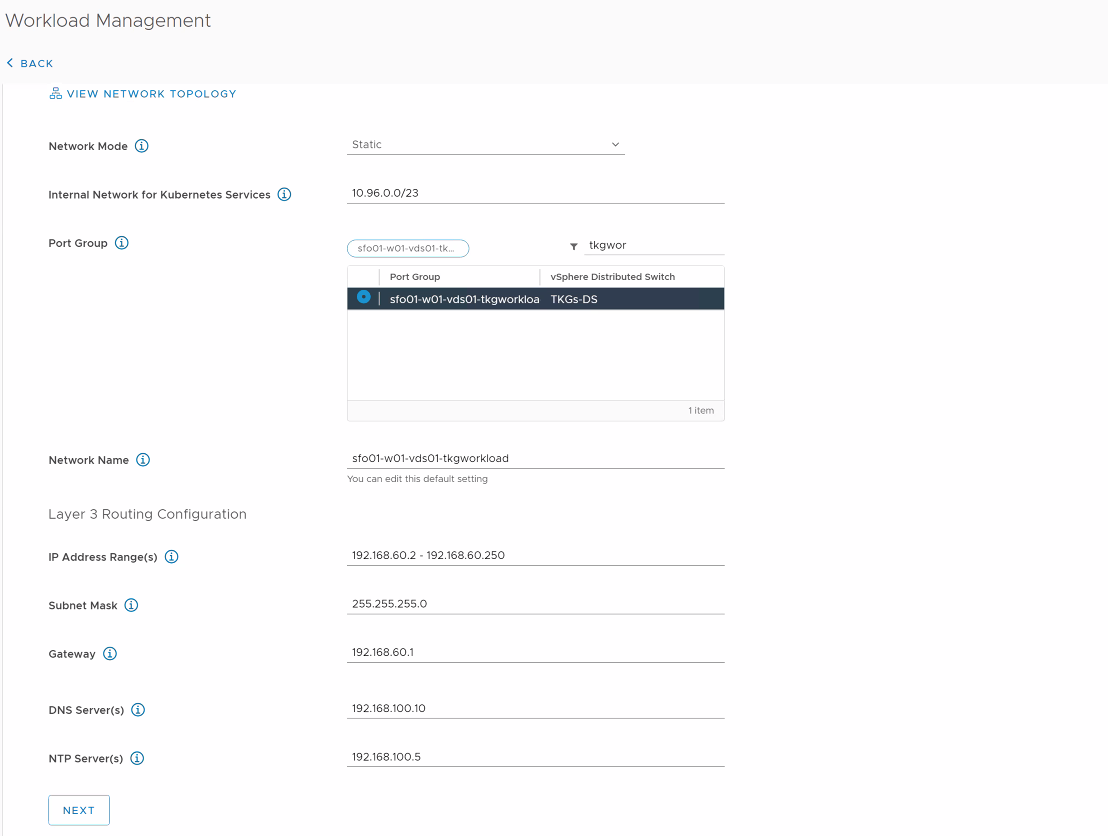 Workload Management
BACK
VIEW NETWORK TOPOLOGY
Network Mode Static
Internal Network for Kubernetes Services 10.96.0.0/23
Port Group sfo01-w01-vds01-tk... tkgwor
Port Group vSphere Distributed Switch
sfo01-w01-vds01-tkgworkloa TKGs-DS
1 item
Network Name sfo01-w01-vds01-tkgworkload
You can edit this default setting
Layer 3 Routing Configuration
IP Address Range(s) 192.168.60.2 - 192.168.60.250
Subnet Mask 255.255.255.0
Gateway 192.168.60.1
DNS Server(s) 192.168.100.10
NTP Server(s) 192.168.100.5
NEXT